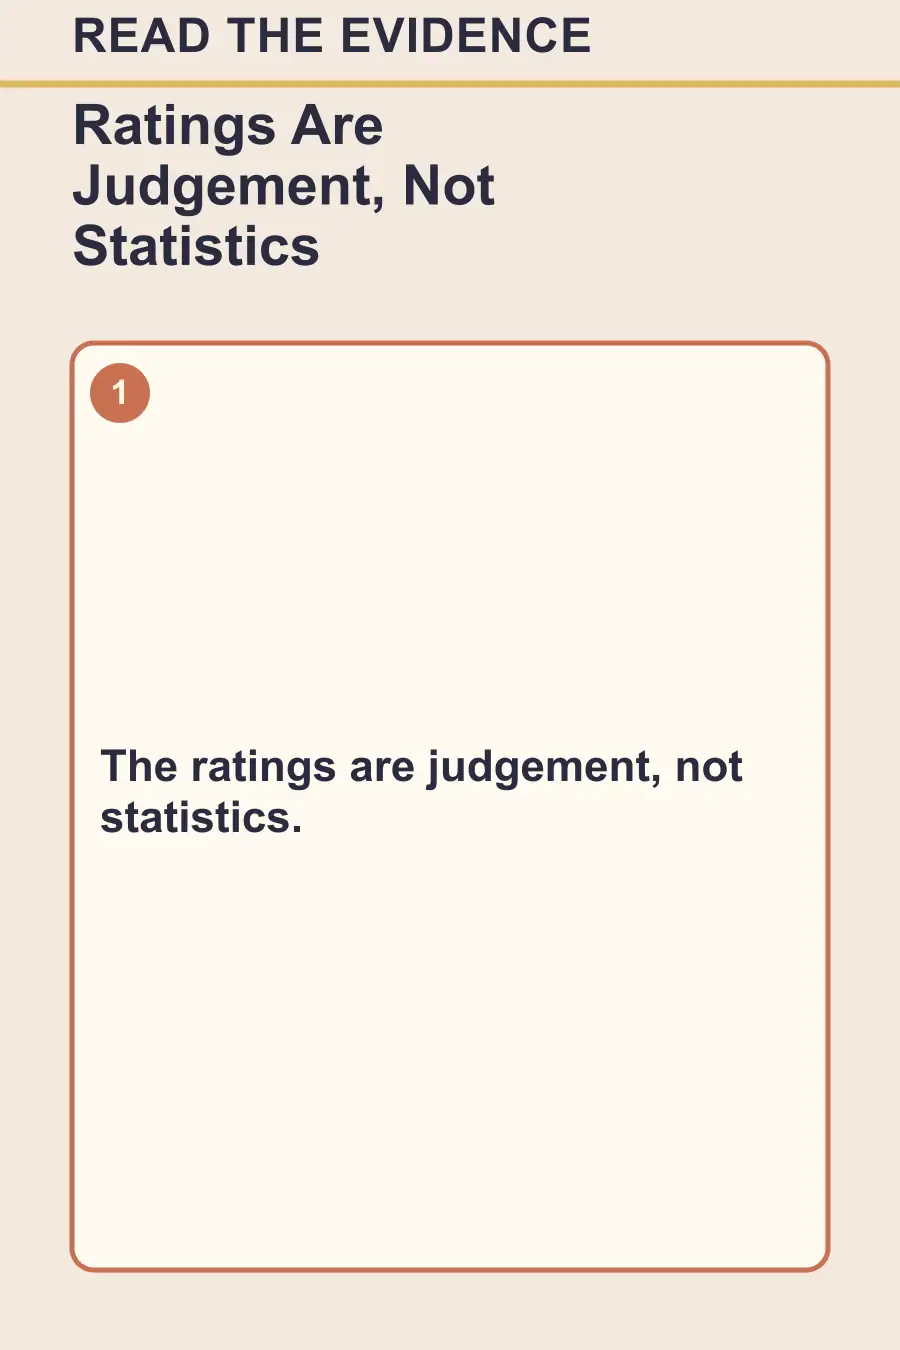 READ THE EVIDENCE
Ratings Are
Judgement, Not
Statistics
1
The ratings are judgement, not
statistics.